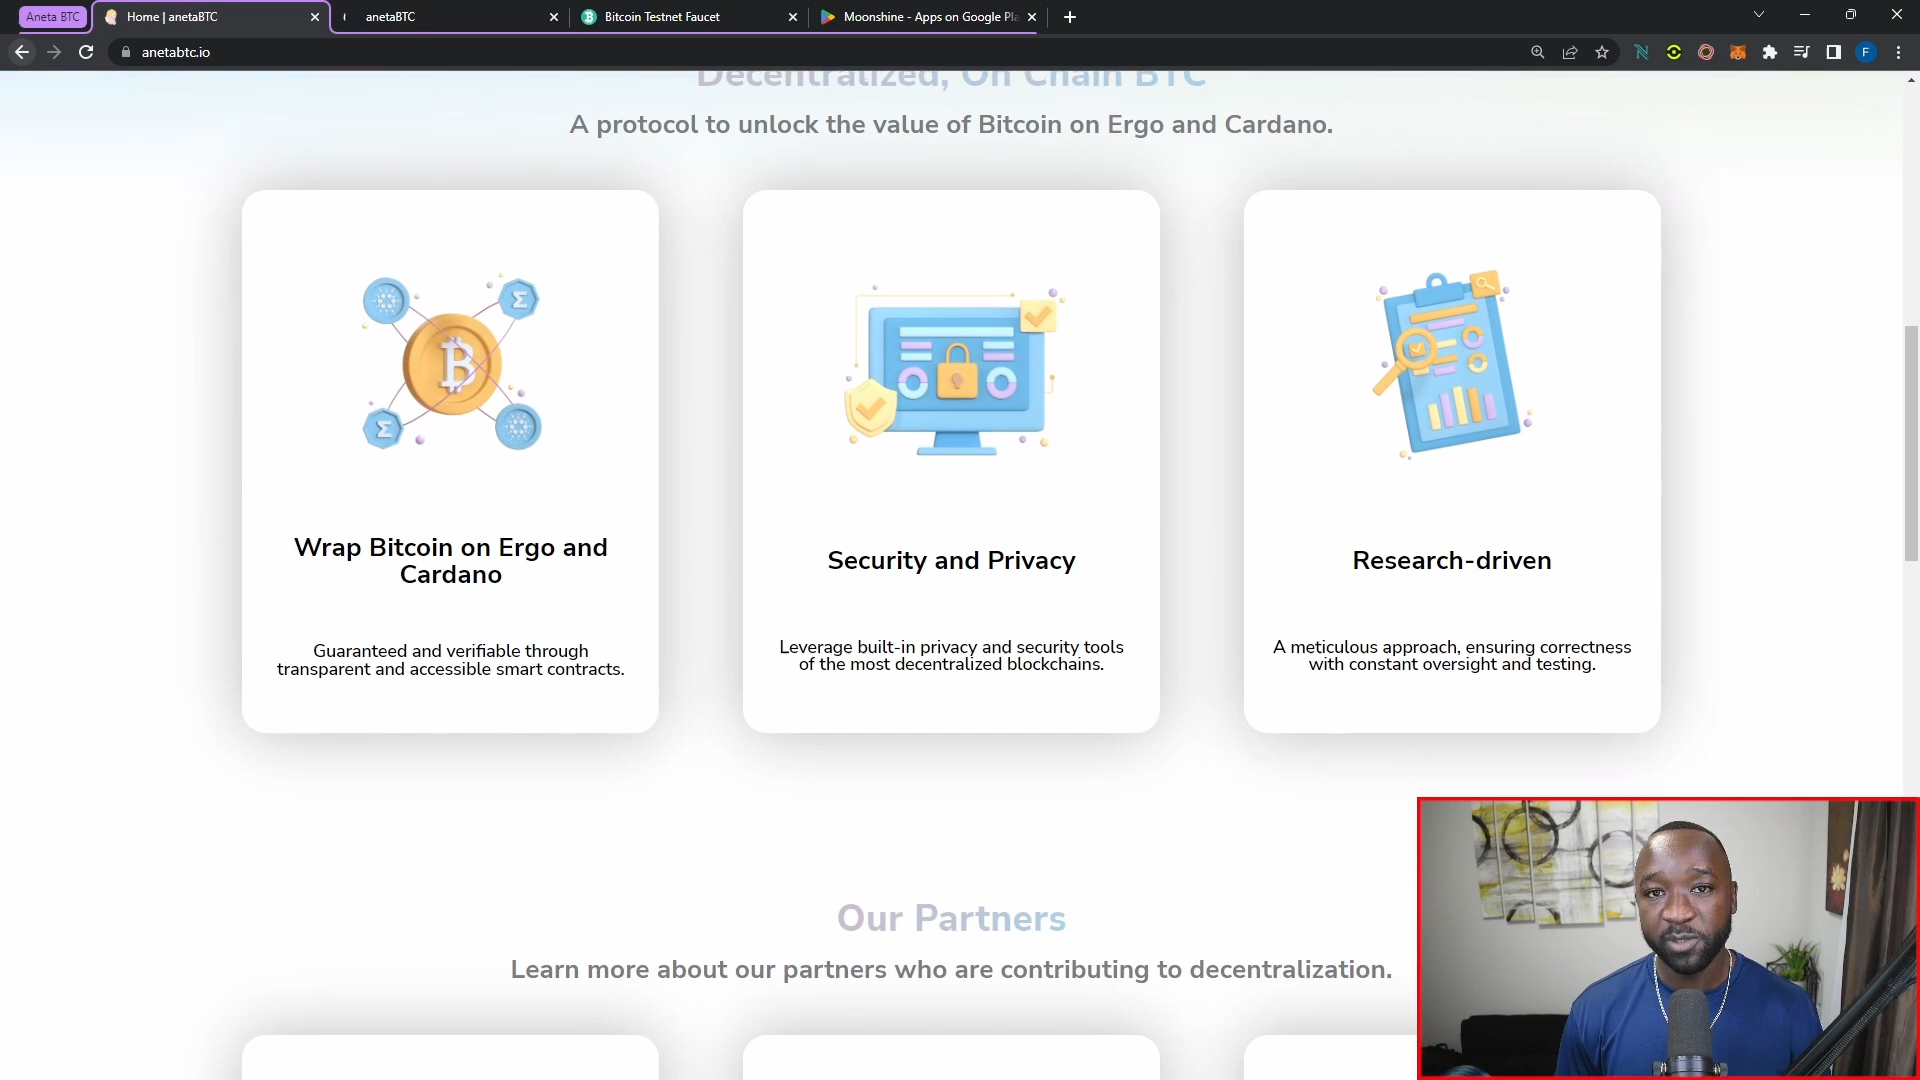 Aneta BTC
Home | anetaBTC
anetaBTC
Bitcoin Testnet Faucet
Moonshine - Apps on Google Pla
anetabtc.io
F
Decentralized, On Chain BTC
A protocol to unlock the value of Bitcoin on Ergo and Cardano.
Wrap Bitcoin on Ergo and
Cardano
Guaranteed and verifiable through
transparent and accessible smart contracts.
Security and Privacy
Leverage built-in privacy and security tools
of the most decentralized blockchains.
Research-driven
A meticulous approach, ensuring correctness
with constant oversight and testing.
Our Partners
Learn more about our partners who are contributing to decentralization.